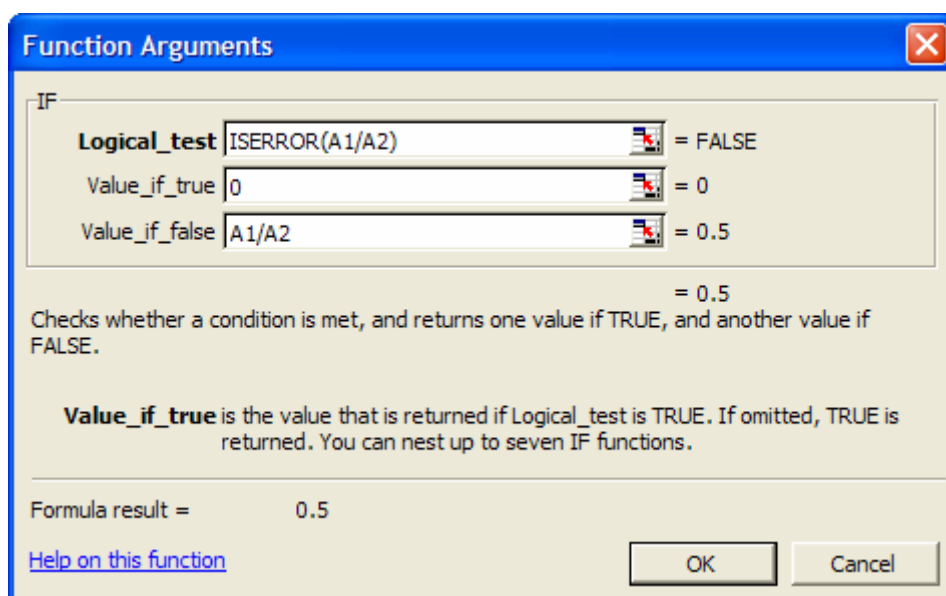 Function Arguments
IF
Logical_test ISERROR(A1/A2) = FALSE
Value_if_true 0 = 0
Value_if_false A1/A2 = 0.5
= 0.5
Checks whether a condition is met, and returns one value if TRUE, and another value if
FALSE.
Value_if_true is the value that is returned if Logical_test is TRUE. If omitted, TRUE is
returned. You can nest up to seven IF functions.
Formula result = 0.5
Help on this function OK Cancel